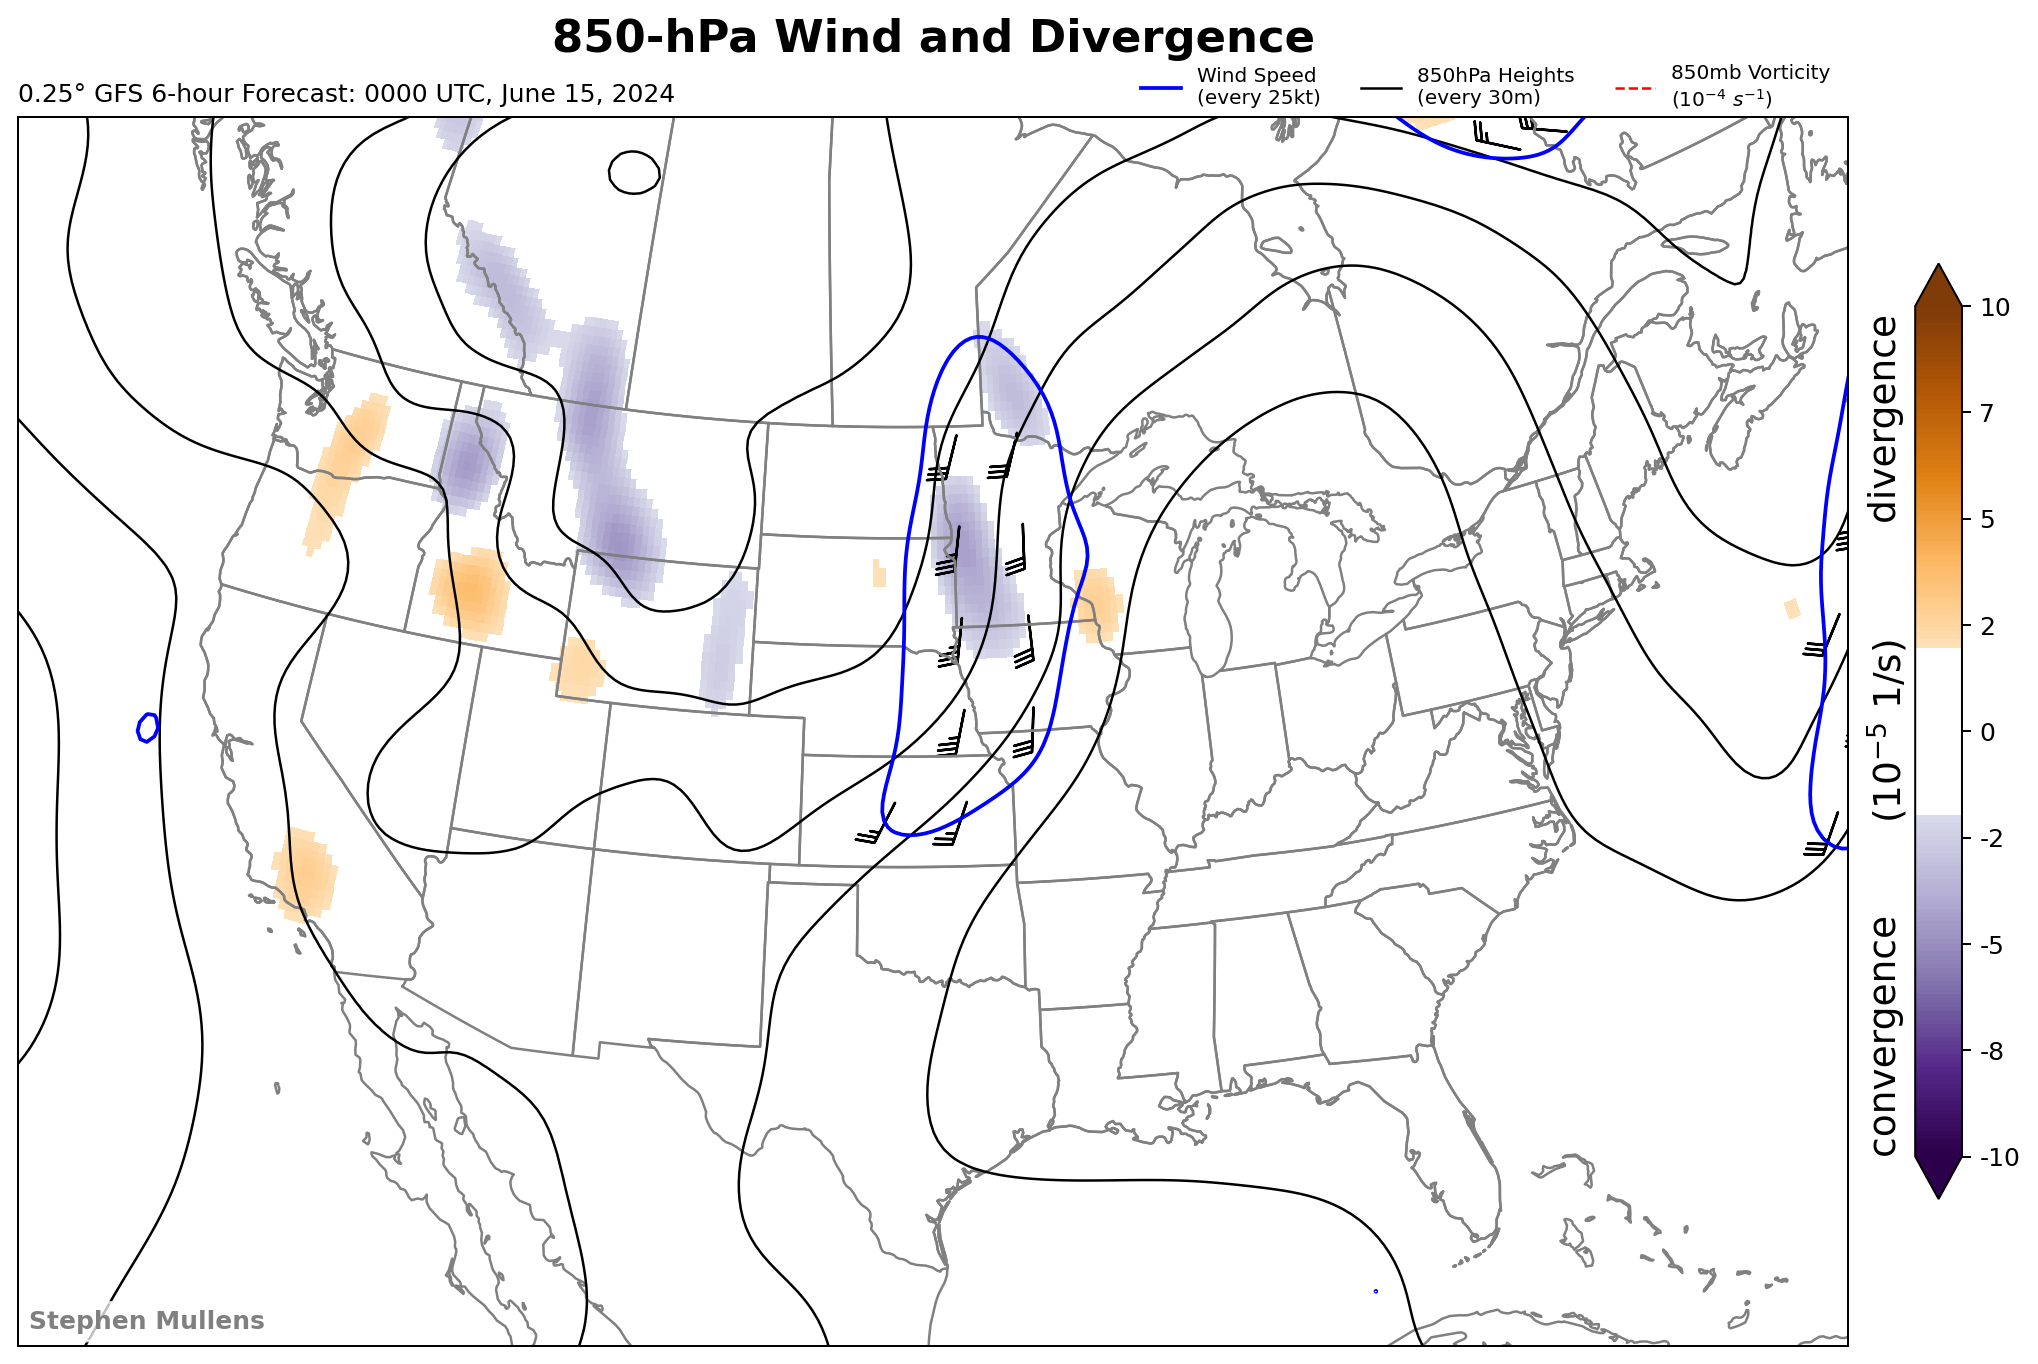 850-hPa Wind and Divergence
0.25° GFS 6-hour Forecast: 0000 UTC, June 15, 2024
Wind Speed
(every 25kt)
850hPa Heights
(every 30m)
850mb Vorticity
(10⁻⁴ s⁻¹)
10
7
5
2
0
-2
-5
-8
-10
convergence (10⁻⁵ 1/s) divergence
Stephen Mullens